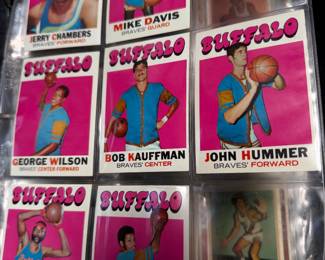 JERRY CHAMBERS
BRAVES' FORWARD
MIKE DAVIS
BRAVES' GUARD
BUFFALO
GEORGE WILSON
BRAVES' CENTER-FORWARD
BUFFALO
BOB KAUFFMAN
BRAVES' CENTER
BUFFALO
JOHN HUMMER
BRAVES' FORWARD
BUFFALO
BUFFALO